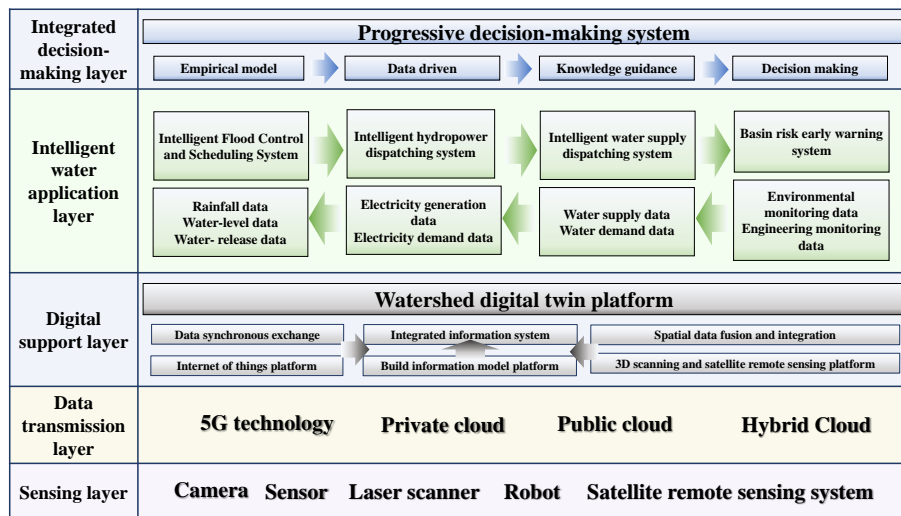 Integrated
decision-
making layer
Progressive decision-making system
Empirical model
Data driven
Knowledge guidance
Decision making
Intelligent
water
application
layer
Intelligent Flood Control
and Scheduling System
Intelligent hydropower
dispatching system
Intelligent water supply
dispatching system
Basin risk early warning
system
Rainfall data
Water-level data
Water- release data
Electricity generation
data
Electricity demand data
Water supply data
Water demand data
Environmental
monitoring data
Engineering monitoring
data
Digital
support layer
Watershed digital twin platform
Data synchronous exchange
Integrated information system
Spatial data fusion and integration
Internet of things platform
Build information model platform
3D scanning and satellite remote sensing platform
Data
transmission
layer
5G technology
Private cloud
Public cloud
Hybrid Cloud
Sensing layer
Camera
Sensor
Laser scanner
Robot
Satellite remote sensing system